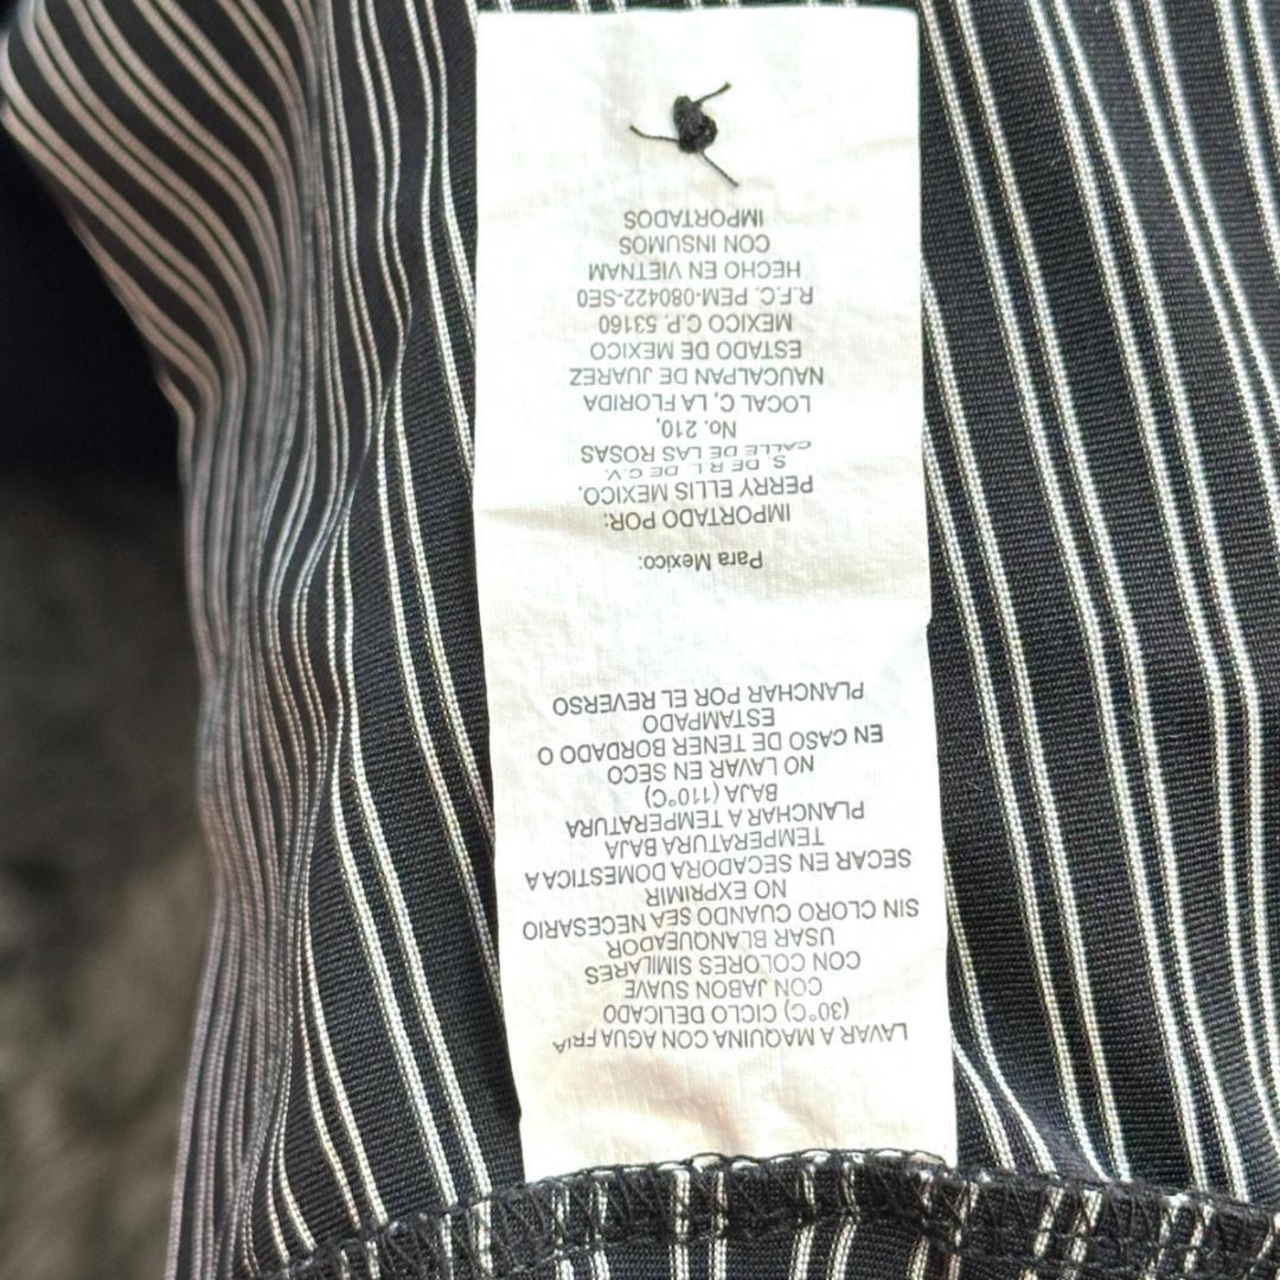 LAVAR A MAQUINA CON AGUA FRIA
(30°C) CICLO DELICADO
CON JABON SUAVE
CON COLORES SIMILARES
USAR BLANQUEADOR
SIN CLORO CUANDO SEA NECESARIO
NO EXPRIMIR
SECAR EN SECADORA DOMESTICA A
TEMPERATURA BAJA
PLANCHAR A TEMPERATURA
BAJA (110°C)
NO LAVAR EN SECO
EN CASO DE TENER BORDADO O
ESTAMPADO
PLANCHAR POR EL REVERSO
Para Mexico:
IMPORTADO POR:
PERRY ELLIS MEXICO.
S. DE R.L. DE C.V.
CALLE DE LAS ROSAS
No. 210,
LOCAL C, LA FLORIDA
NAUCALPAN DE JUAREZ
ESTADO DE MEXICO
MEXICO C.P. 53160
R.F.C. PEM-080422-SE0
HECHO EN VIETNAM
CON INSUMOS
IMPORTADOS